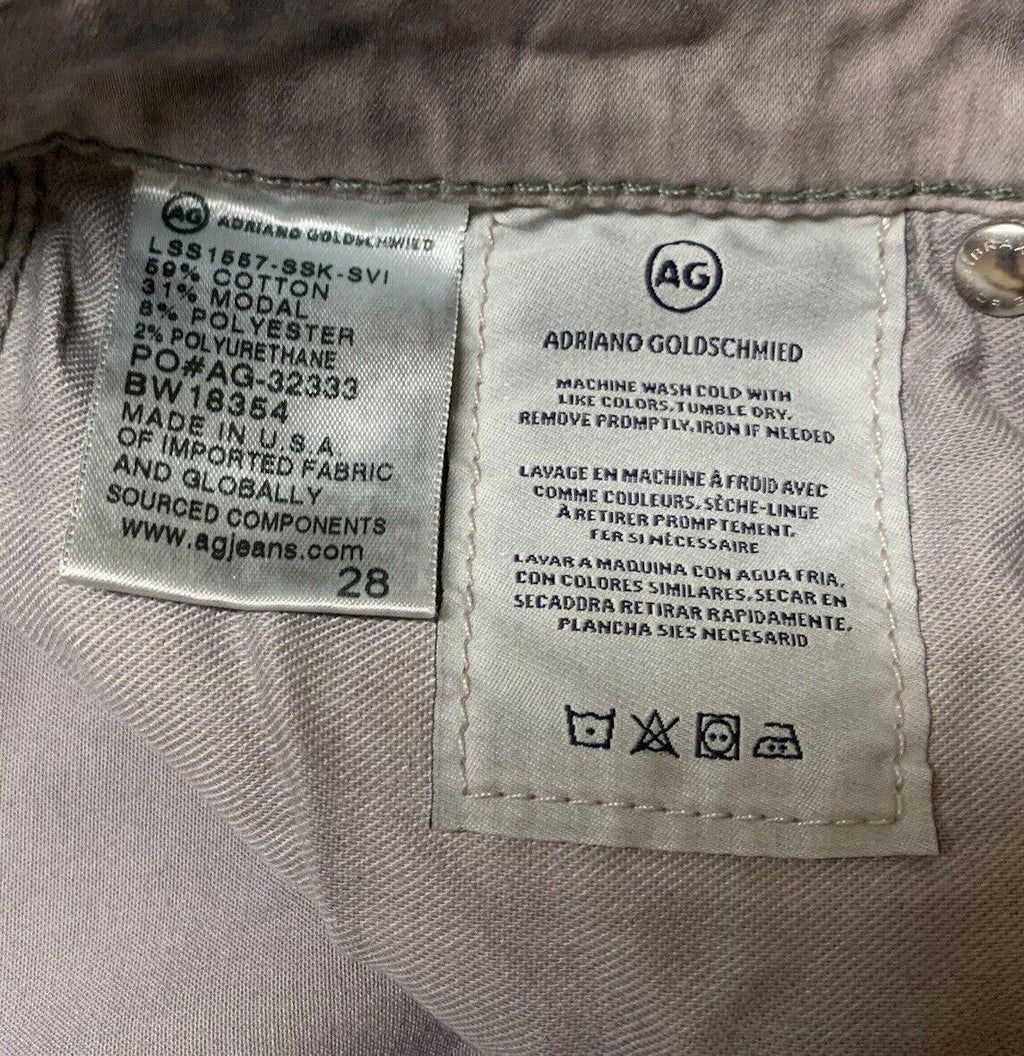 AG ADRIANO GOLDSCHMIED
LSS1557-SSK-SVI
59% COTTON
31% MODAL
8% POLYESTER
2% POLYURETHANE
PO#AG-32333
BW18354
MADE IN U.S.A
OF IMPORTED FABRIC
AND GLOBALLY
SOURCED COMPONENTS
www.agjeans.com
28
AG
ADRIANO GOLDSCHMIED
MACHINE WASH COLD WITH
LIKE COLORS. TUMBLE DRY.
REMOVE PROMPTLY. IRON IF NEEDED
LAVAGE EN MACHINE À FROID AVEC
COMME COULEURS. SÈCHE-LINGE
À RETIRER PROMPTEMENT.
FER SI NÉCESSAIRE
LAVAR A MAQUINA CON AGUA FRIA.
CON COLORES SIMILARES. SECAR EN
SECADORA RETIRAR RAPIDAMENTE.
PLANCHA SIES NECESARIO